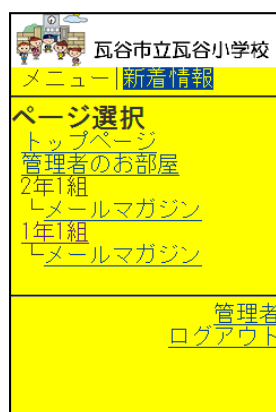 瓦谷市立瓦谷小学校
メニュー|新着情報
ページ選択
トップページ
管理者のお部屋
2年1組
┗メールマガジン
1年1組
┗メールマガジン
管理者
ログアウト